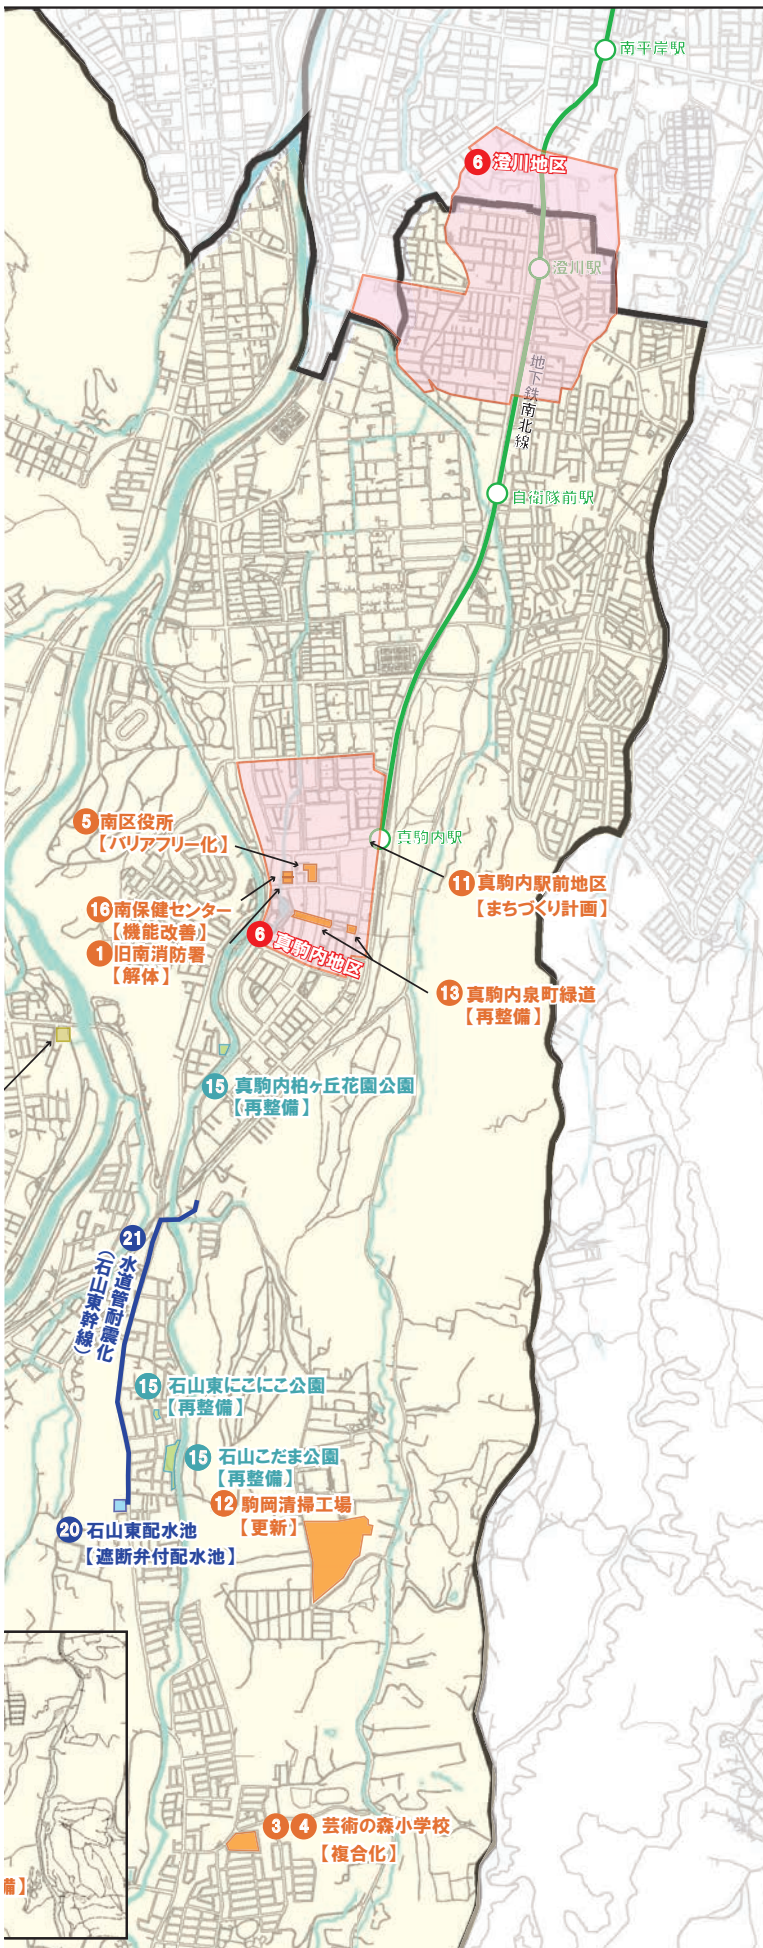 南平岸駅
6 澄川地区
澄川駅
地下鉄南北線
自衛隊前駅
5 南区役所
【バリアフリー化】
真駒内駅
11 真駒内駅前地区
【まちづくり計画】
16 南保健センター
【機能改善】
1 旧南消防署
【解体】
6 真駒内地区
13 真駒内泉町緑道
【再整備】
15 真駒内柏ヶ丘花園公園
【再整備】
21 水道管耐震化
（石山東幹線）
15 石山東にこにこ公園
【再整備】
15 石山こだま公園
【再整備】
12 駒岡清掃工場
【更新】
20 石山東配水池
【遮断弁付配水池】
3 4 芸術の森小学校
【複合化】
備】